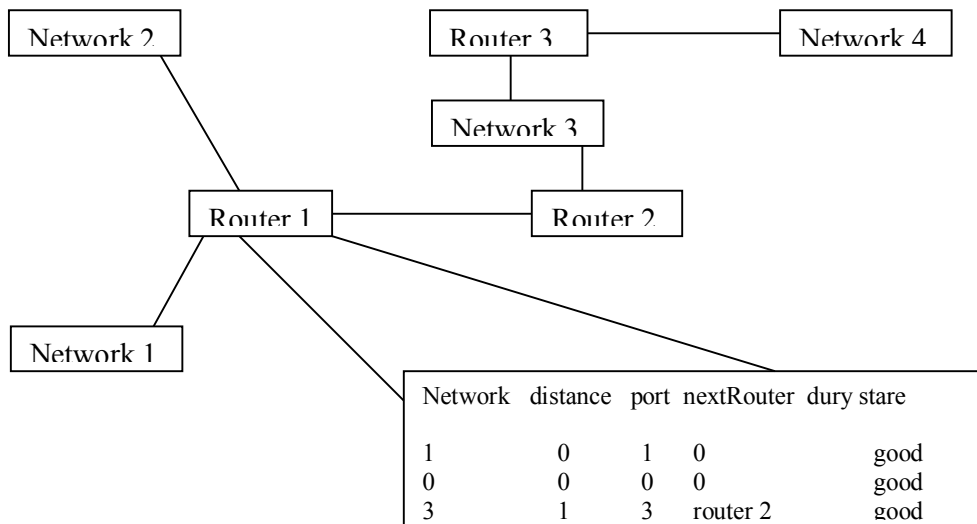 Network 2
Router 3
Network 4
Network 3
Router 1
Router 2
Network 1
Network distance port nextRouter dury stare
1 0 1 0 good
0 0 0 0 good
3 1 3 router 2 good